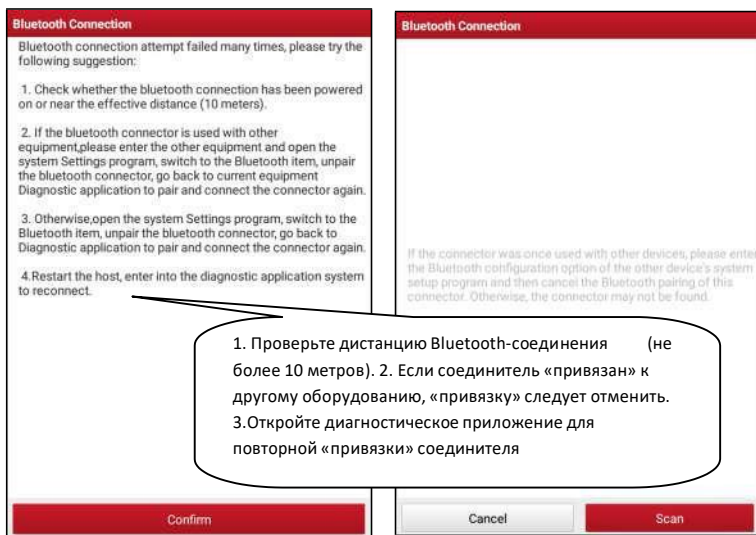 Bluetooth Connection
Bluetooth connection attempt failed many times, please try the
following suggestion:
1. Check whether the bluetooth connection has been powered
on or near the effective distance (10 meters).
2. If the bluetooth connector is used with other
equipment,please enter the other equipment and open the
system Settings program, switch to the Bluetooth item, unpair
the bluetooth connector, go back to current equipment
Diagnostic application to pair and connect the connector again.
3. Otherwise,open the system Settings program, switch to the
Bluetooth item, unpair the bluetooth connector, go back to
Diagnostic application to pair and connect the connector again.
4.Restart the host, enter into the diagnostic application system
to reconnect.
Confirm
Bluetooth Connection
If the connector was once used with other devices, please enter
the Bluetooth configuration option of the other device's system
setup program and then cancel the Bluetooth pairing of this
connector. Otherwise, the connector may not be found.
Cancel
Scan
1. Проверьте дистанцию Bluetooth-соединения (не
более 10 метров). 2. Если соединитель «привязан» к
другому оборудованию, «привязку» следует отменить.
3.Откройте диагностическое приложение для
повторной «привязки» соединителя